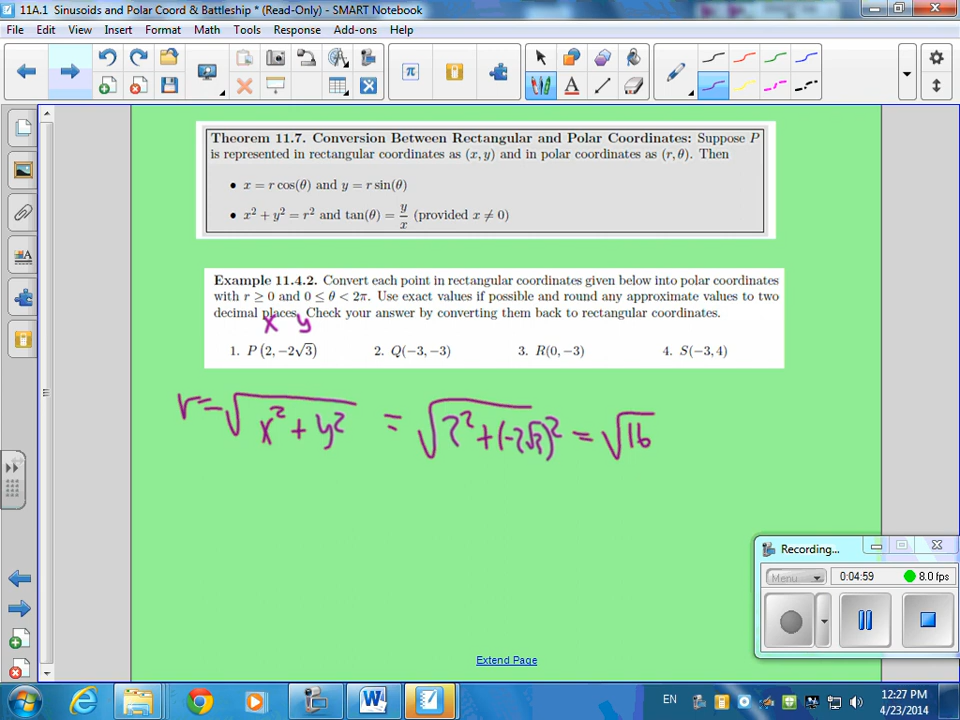 11A.1 Sinusoids and Polar Coord & Battleship * (Read-Only) - SMART Notebook
File Edit View Insert Format Math Tools Response Add-ons Help
Theorem 11.7. Conversion Between Rectangular and Polar Coordinates: Suppose P
is represented in rectangular coordinates as (x, y) and in polar coordinates as (r, θ). Then
• x = r cos(θ) and y = r sin(θ)
• x² + y² = r² and tan(θ) = y/x (provided x ≠ 0)
Example 11.4.2. Convert each point in rectangular coordinates given below into polar coordinates
with r ≥ 0 and 0 ≤ θ < 2π. Use exact values if possible and round any approximate values to two
decimal places. Check your answer by converting them back to rectangular coordinates.
x y
1. P (2, −2√3) 2. Q(−3, −3) 3. R(0, −3) 4. S(−3, 4)
r = √(x² + y²) = √(2² + (-2√3)²) = √16
Recording...
Menu 0:04:59 8.0 fps
Extend Page
EN 12:27 PM
4/23/2014